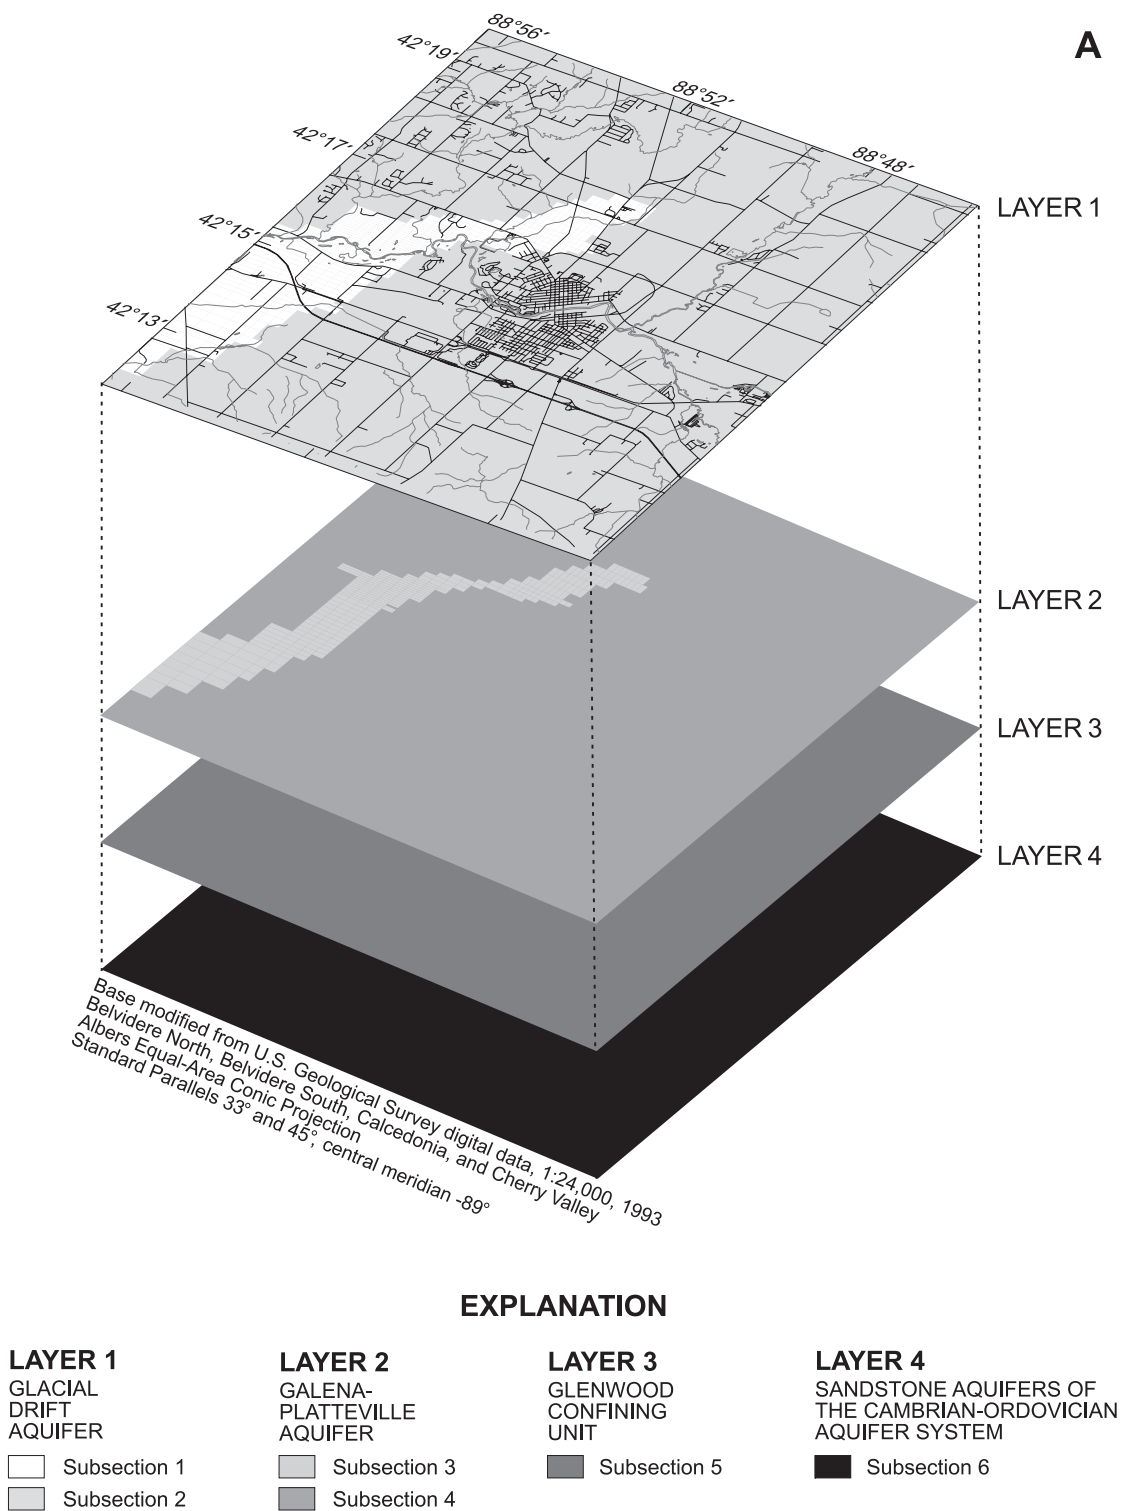 A
88°56′
42°19′
88°52′
42°17′
88°48′
LAYER 1
42°15′
42°13′
LAYER 2
LAYER 3
LAYER 4
Base modified from U.S. Geological Survey digital data, 1:24,000, 1993
Belvidere North, Belvidere South, Calcedonia, and Cherry Valley
Albers Equal-Area Conic Projection
Standard Parallels 33° and 45°, central meridian -89°
EXPLANATION
LAYER 1
GLACIAL
DRIFT
AQUIFER
Subsection 1
Subsection 2
LAYER 2
GALENA-
PLATTEVILLE
AQUIFER
Subsection 3
Subsection 4
LAYER 3
GLENWOOD
CONFINING
UNIT
Subsection 5
LAYER 4
SANDSTONE AQUIFERS OF
THE CAMBRIAN-ORDOVICIAN
AQUIFER SYSTEM
Subsection 6